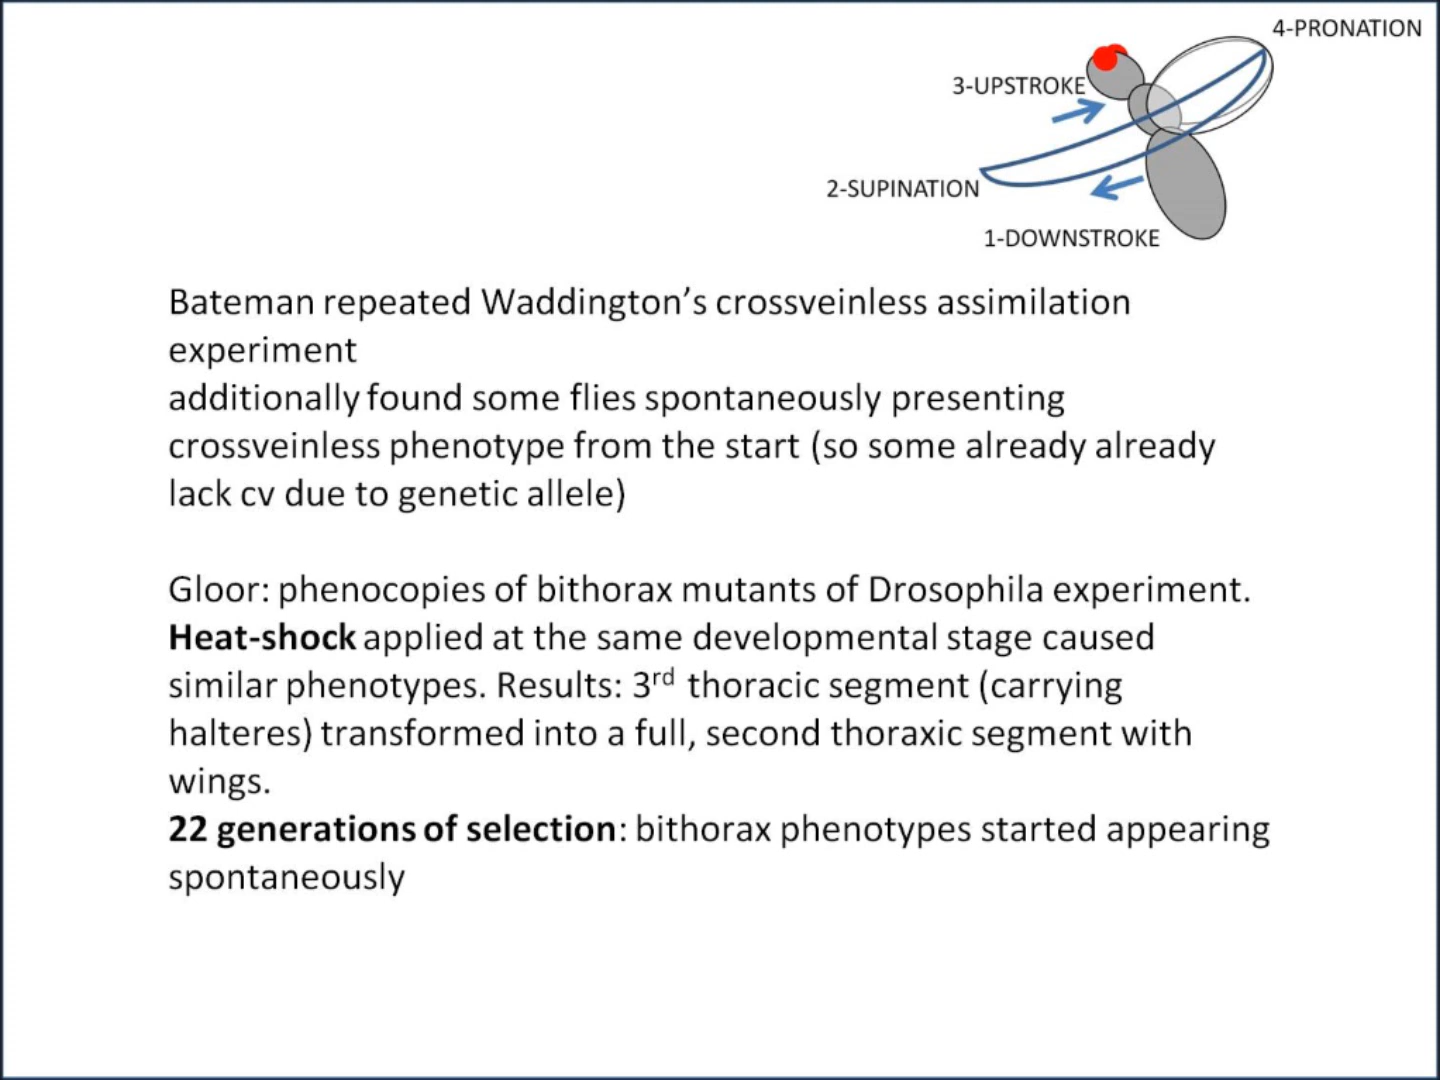 4-PRONATION
3-UPSTROKE
2-SUPINATION
1-DOWNSTROKE
Bateman repeated Waddington’s crossveinless assimilation
experiment
additionally found some flies spontaneously presenting
crossveinless phenotype from the start (so some already already
lack cv due to genetic allele)
Gloor: phenocopies of bithorax mutants of Drosophila experiment.
Heat-shock applied at the same developmental stage caused
similar phenotypes. Results: 3rd thoracic segment (carrying
halteres) transformed into a full, second thoraxic segment with
wings.
22 generations of selection: bithorax phenotypes started appearing
spontaneously